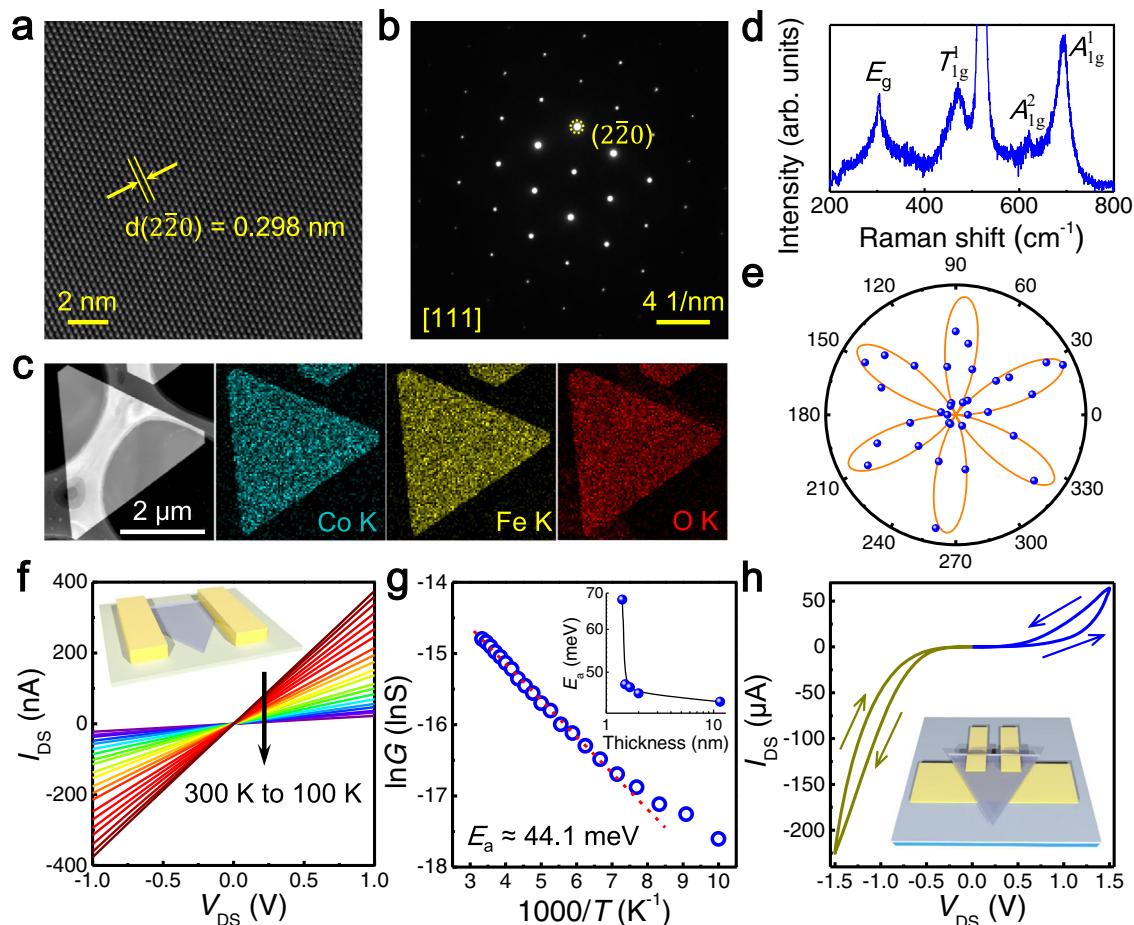 a
d(22̄0) = 0.298 nm
2 nm
b
(22̄0)
[111]
4 1/nm
c
2 μm
Co K
Fe K
O K
d
Intensity (arb. units)
E_g
T¹_1g
A²_1g
A¹_1g
200 400 600 800
Raman shift (cm⁻¹)
e
90
120 60
150 30
180 0
210 330
240 300
270
f
400
200
0
-200
-400
I_DS (nA)
300 K to 100 K
-1.0 -0.5 0.0 0.5 1.0
V_DS (V)
g
-14
-15
-16
-17
-18
lnG (lnS)
70
60
50
E_a (meV)
1 10
Thickness (nm)
E_a ≈ 44.1 meV
3 4 5 6 7 8 9 10
1000/T (K⁻¹)
h
50
0
-50
-100
-150
-200
I_DS (μA)
-1.5 -1.0 -0.5 0.0 0.5 1.0 1.5
V_DS (V)